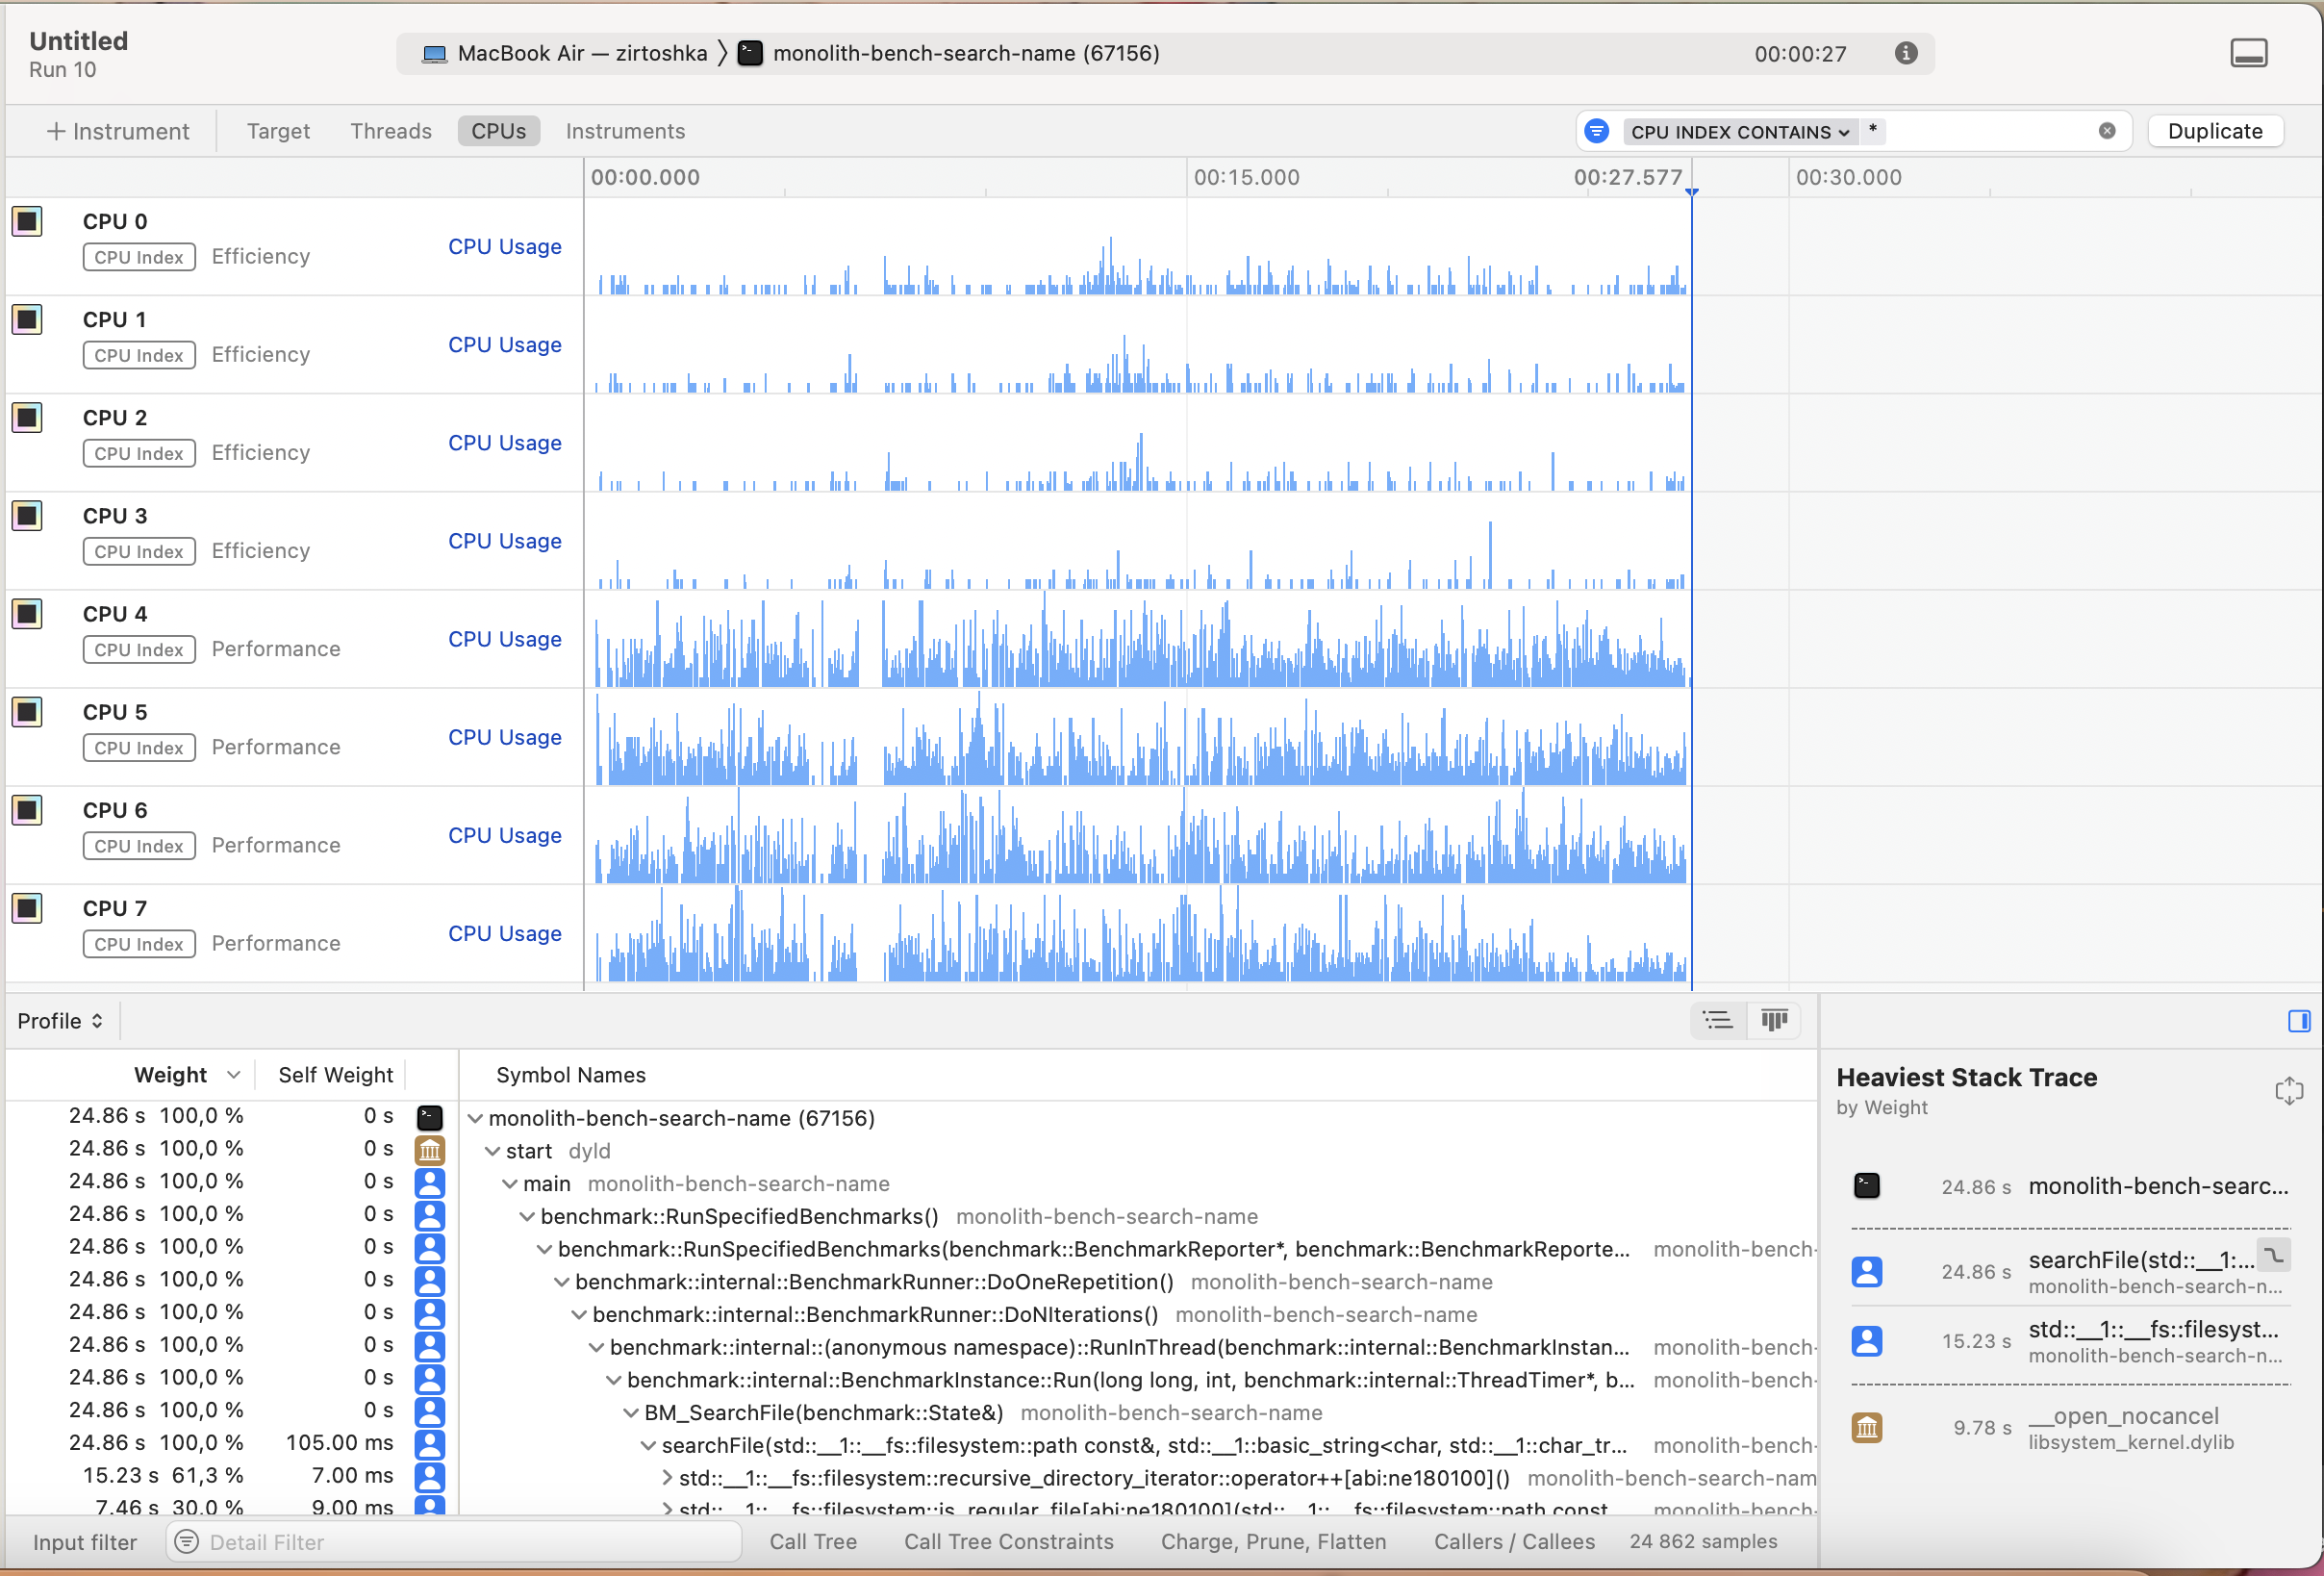 Untitled
Run 10
MacBook Air — zirtoshka
monolith-bench-search-name (67156)
00:00:27
+ Instrument
Target
Threads
CPUs
Instruments
CPU INDEX CONTAINS
*
Duplicate
00:00.000
00:15.000
00:27.577
00:30.000
CPU 0
CPU Index Efficiency
CPU Usage
CPU 1
CPU Index Efficiency
CPU Usage
CPU 2
CPU Index Efficiency
CPU Usage
CPU 3
CPU Index Efficiency
CPU Usage
CPU 4
CPU Index Performance
CPU Usage
CPU 5
CPU Index Performance
CPU Usage
CPU 6
CPU Index Performance
CPU Usage
CPU 7
CPU Index Performance
CPU Usage
Profile
Weight Self Weight Symbol Names
24.86 s 100,0 % 0 s monolith-bench-search-name (67156)
24.86 s 100,0 % 0 s start dyld
24.86 s 100,0 % 0 s main monolith-bench-search-name
24.86 s 100,0 % 0 s benchmark::RunSpecifiedBenchmarks() monolith-bench-search-name
24.86 s 100,0 % 0 s benchmark::RunSpecifiedBenchmarks(benchmark::BenchmarkReporter*, benchmark::BenchmarkReporte... monolith-bench-
24.86 s 100,0 % 0 s benchmark::internal::BenchmarkRunner::DoOneRepetition() monolith-bench-search-name
24.86 s 100,0 % 0 s benchmark::internal::BenchmarkRunner::DoNIterations() monolith-bench-search-name
24.86 s 100,0 % 0 s benchmark::internal::(anonymous namespace)::RunInThread(benchmark::internal::BenchmarkInstan... monolith-bench-
24.86 s 100,0 % 0 s benchmark::internal::BenchmarkInstance::Run(long long, int, benchmark::internal::ThreadTimer*, b... monolith-bench-
24.86 s 100,0 % 0 s BM_SearchFile(benchmark::State&) monolith-bench-search-name
24.86 s 100,0 % 105.00 ms searchFile(std::__1::__fs::filesystem::path const&, std::__1::basic_string<char, std::__1::char_tr... monolith-bench-
15.23 s 61,3 % 7.00 ms std::__1::__fs::filesystem::recursive_directory_iterator::operator++[abi:ne180100]() monolith-bench-search-nam
7.46 s 30,0 % 9.00 ms std::__1::__fs::filesystem::is_regular_file[abi:ne180100](std::__1::__fs::filesystem::path const monolith-bench-
Heaviest Stack Trace
by Weight
24.86 s monolith-bench-searc...
24.86 s searchFile(std::__1:...
monolith-bench-search-n...
15.23 s std::__1::__fs::filesyst...
monolith-bench-search-n...
9.78 s __open_nocancel
libsystem_kernel.dylib
Input filter
Detail Filter
Call Tree
Call Tree Constraints
Charge, Prune, Flatten
Callers / Callees
24 862 samples